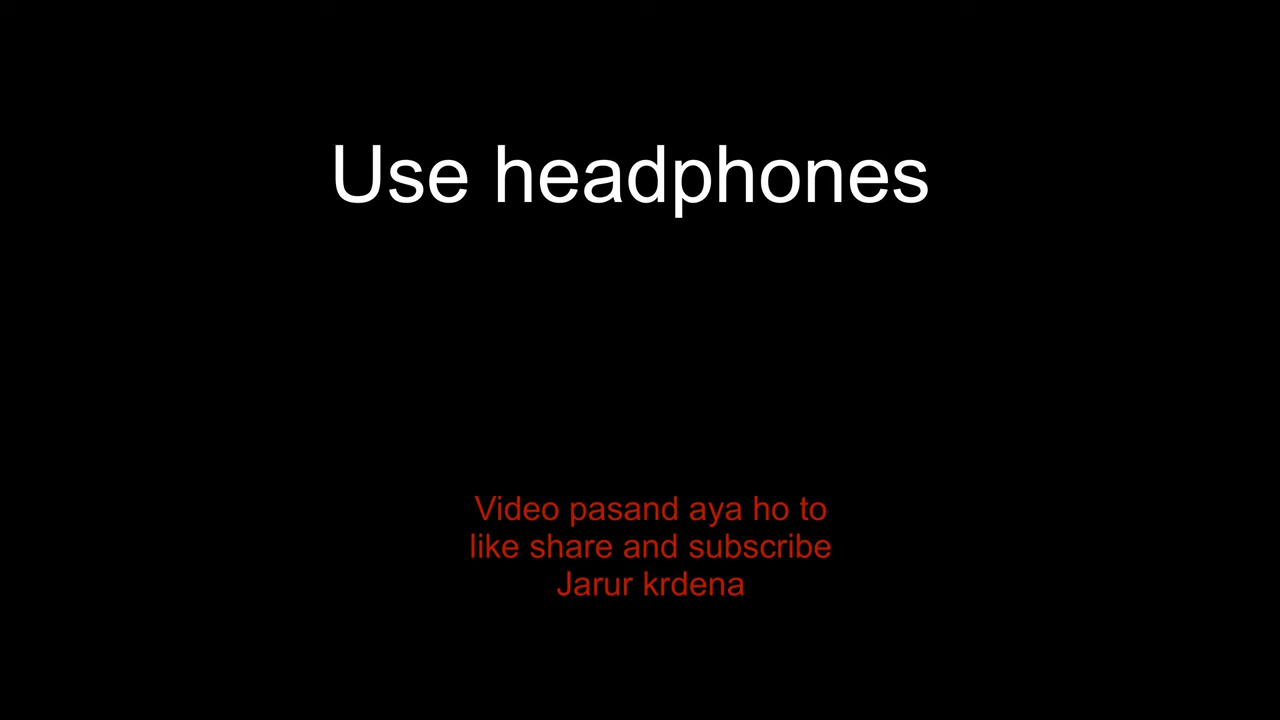 Use headphones
Video pasand aya ho to
like share and subscribe
Jarur krdena